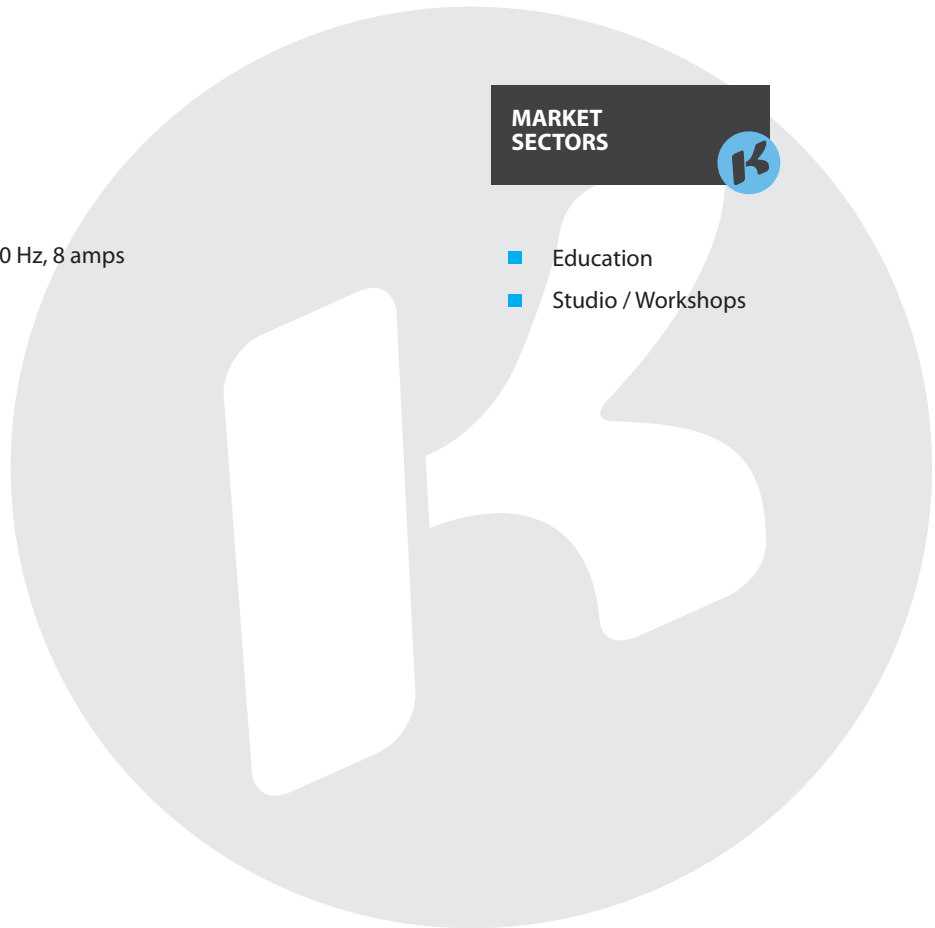 MARKET
SECTORS
0 Hz, 8 amps
Education
Studio / Workshops